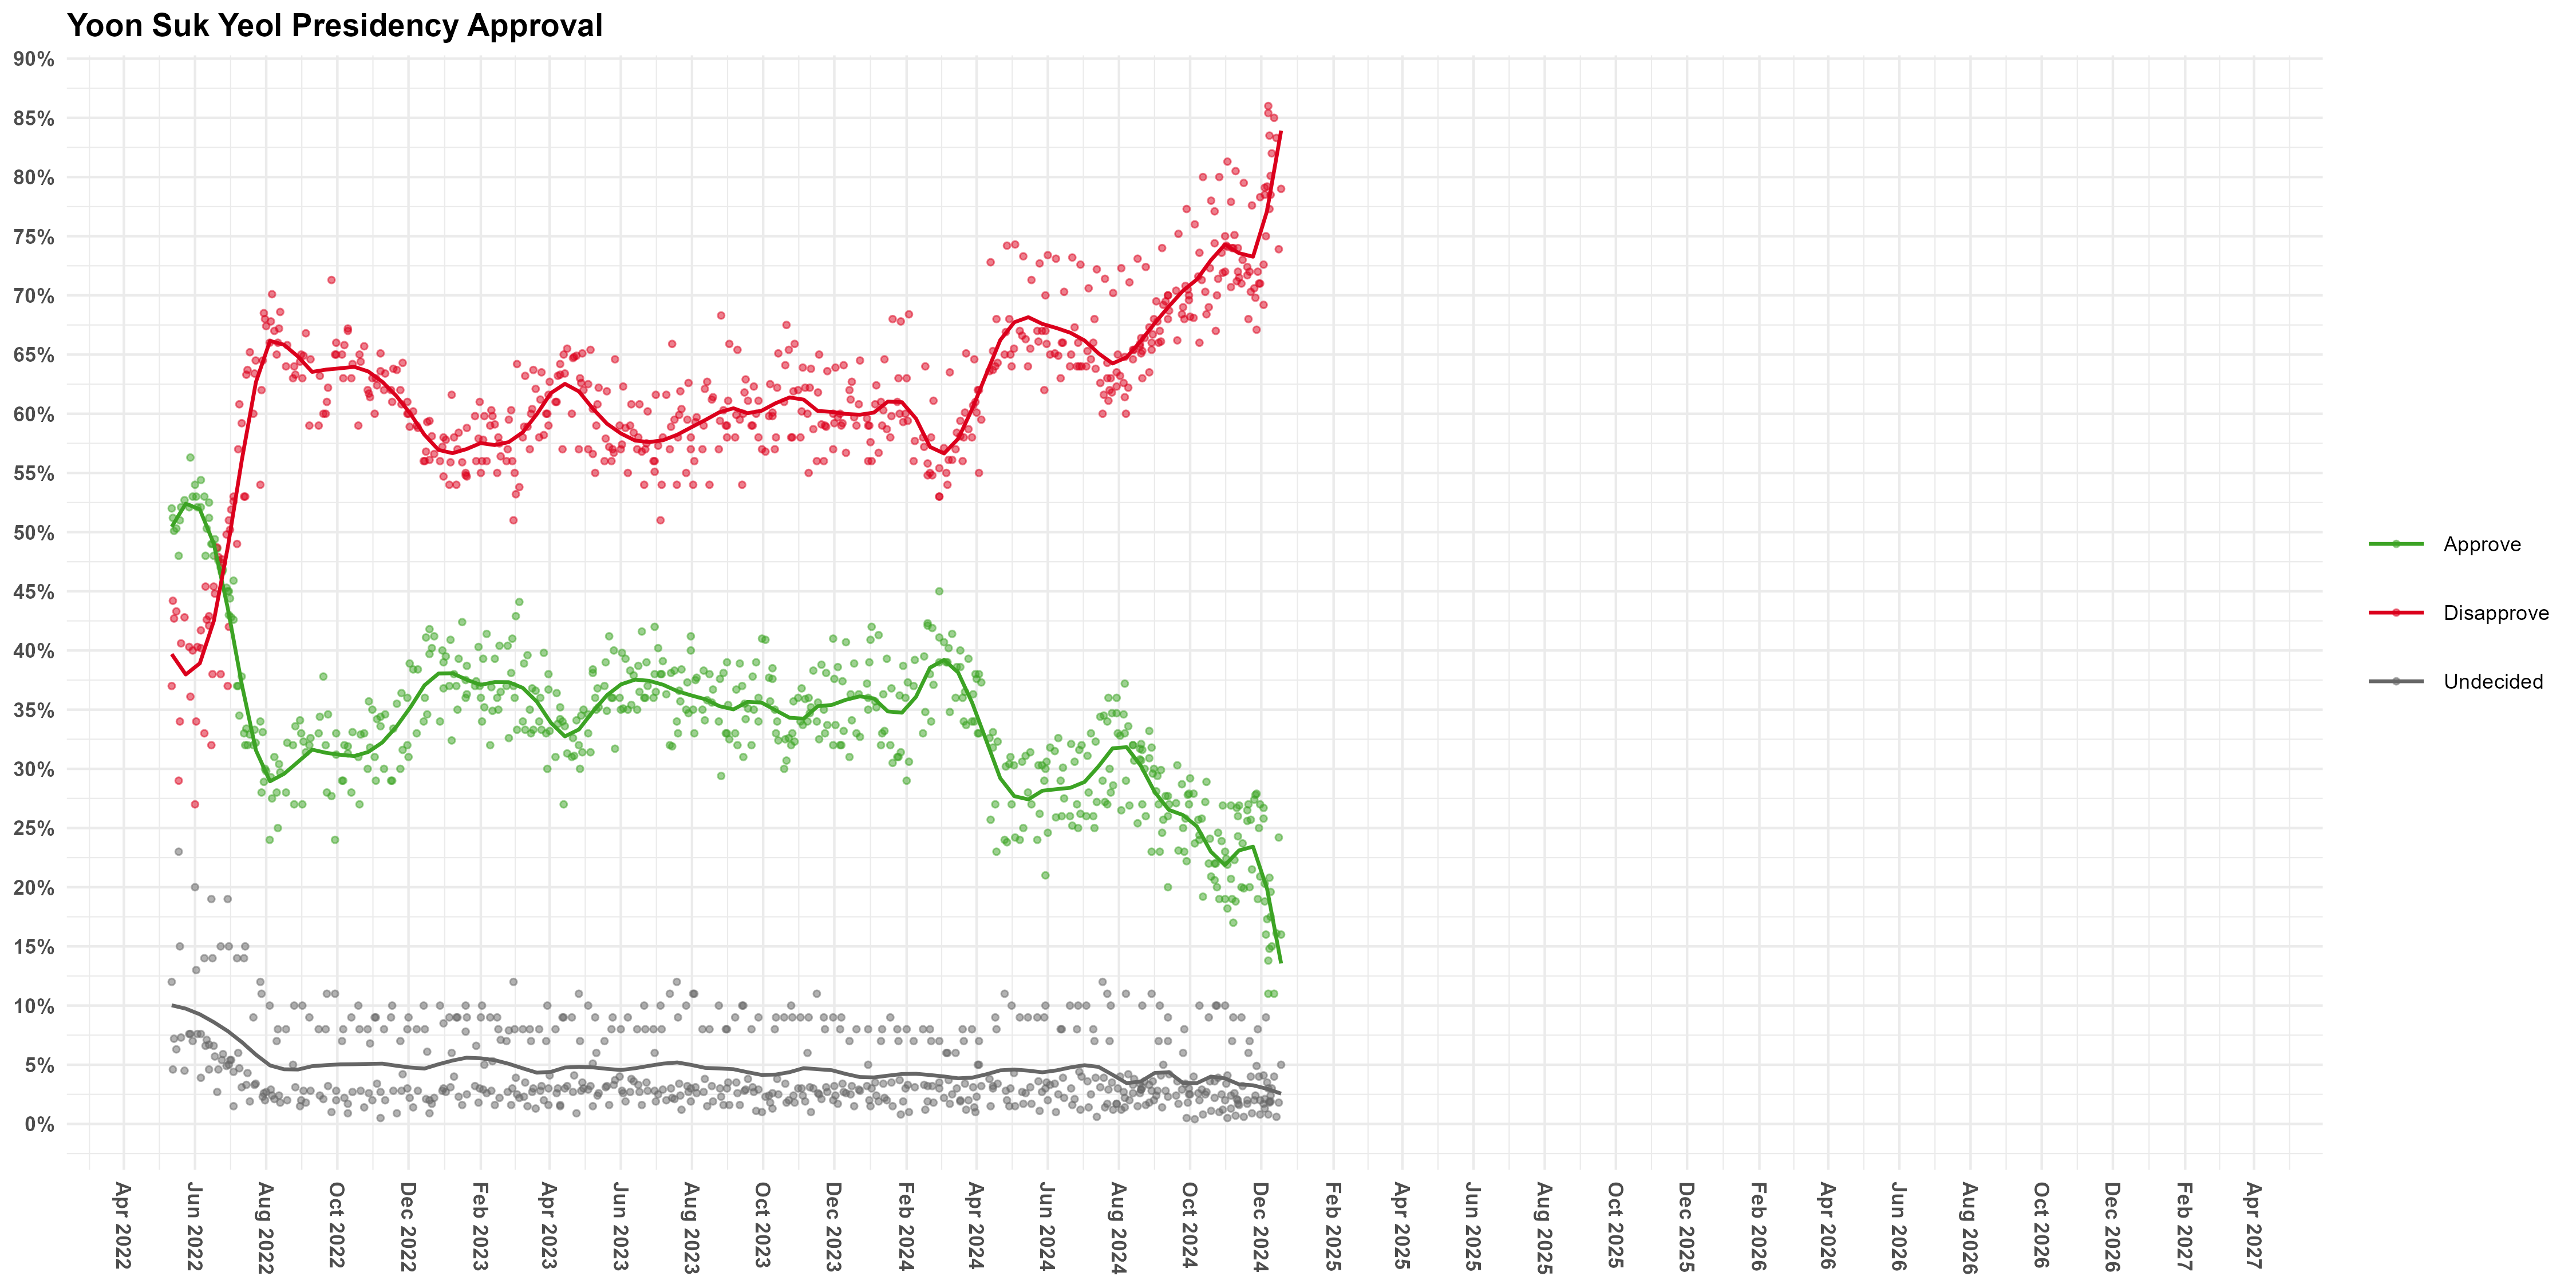 Yoon Suk Yeol Presidency Approval
90%
85%
80%
75%
70%
65%
60%
55%
50%
45%
40%
35%
30%
25%
20%
15%
10%
5%
0%
Apr 2022
Jun 2022
Aug 2022
Oct 2022
Dec 2022
Feb 2023
Apr 2023
Jun 2023
Aug 2023
Oct 2023
Dec 2023
Feb 2024
Apr 2024
Jun 2024
Aug 2024
Oct 2024
Dec 2024
Feb 2025
Apr 2025
Jun 2025
Aug 2025
Oct 2025
Dec 2025
Feb 2026
Apr 2026
Jun 2026
Aug 2026
Oct 2026
Dec 2026
Feb 2027
Apr 2027
Approve
Disapprove
Undecided